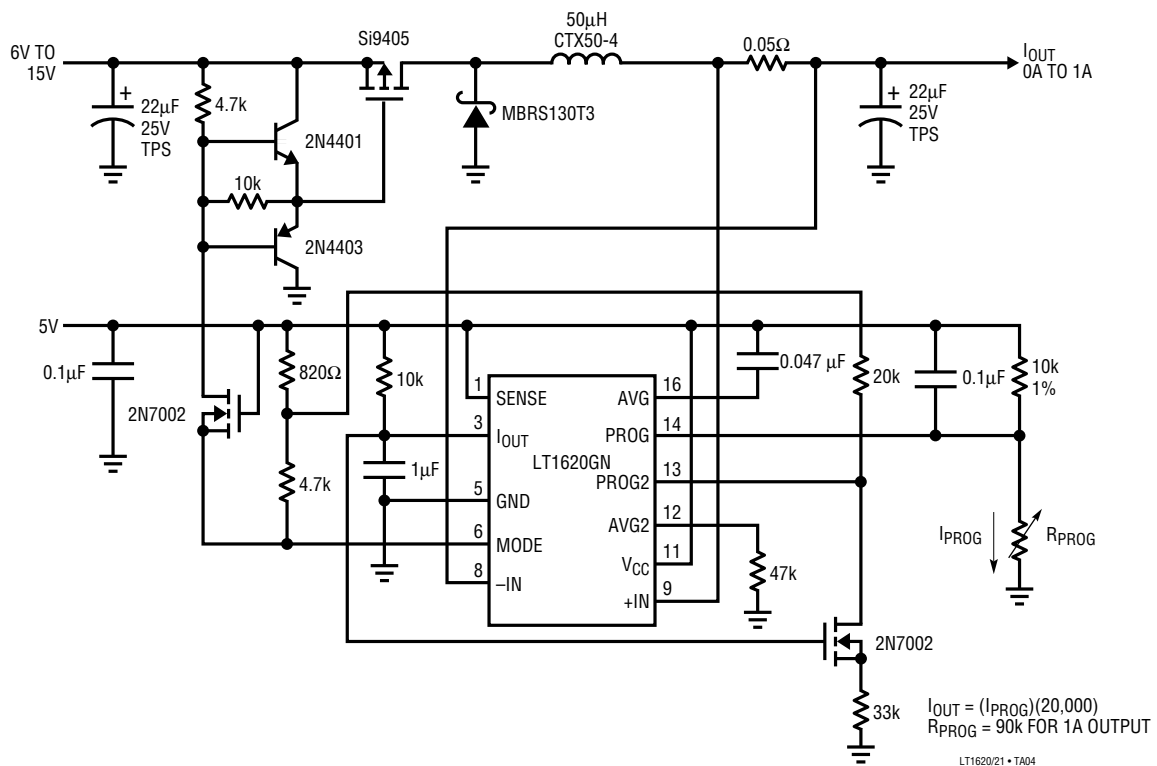 6V TO
15V
+
22µF
25V
TPS
4.7k
Si9405
2N4401
10k
2N4403
50µH
CTX50-4
MBRS130T3
0.05Ω
I_OUT
0A TO 1A
+
22µF
25V
TPS
5V
0.1µF
2N7002
820Ω
4.7k
10k
1µF
1
SENSE
3
I_OUT
5
GND
6
MODE
8
–IN
LT1620GN
16
AVG
14
PROG
13
PROG2
12
AVG2
11
V_CC
9
+IN
0.047 µF
20k
0.1µF
10k
1%
47k
I_PROG
R_PROG
2N7002
33k
I_OUT = (I_PROG)(20,000)
R_PROG = 90k FOR 1A OUTPUT
LT1620/21 • TA04